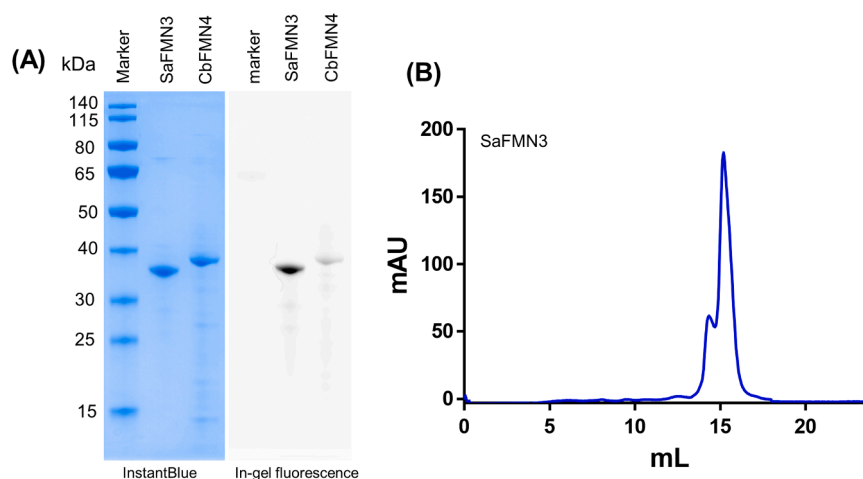 (A)
kDa
Marker
SaFMN3
CbFMN4
marker
SaFMN3
CbFMN4
140
115
80
65
50
40
30
25
15
InstantBlue
In-gel fluorescence
(B)
SaFMN3
mAU
200
150
100
50
0
0 5 10 15 20
mL